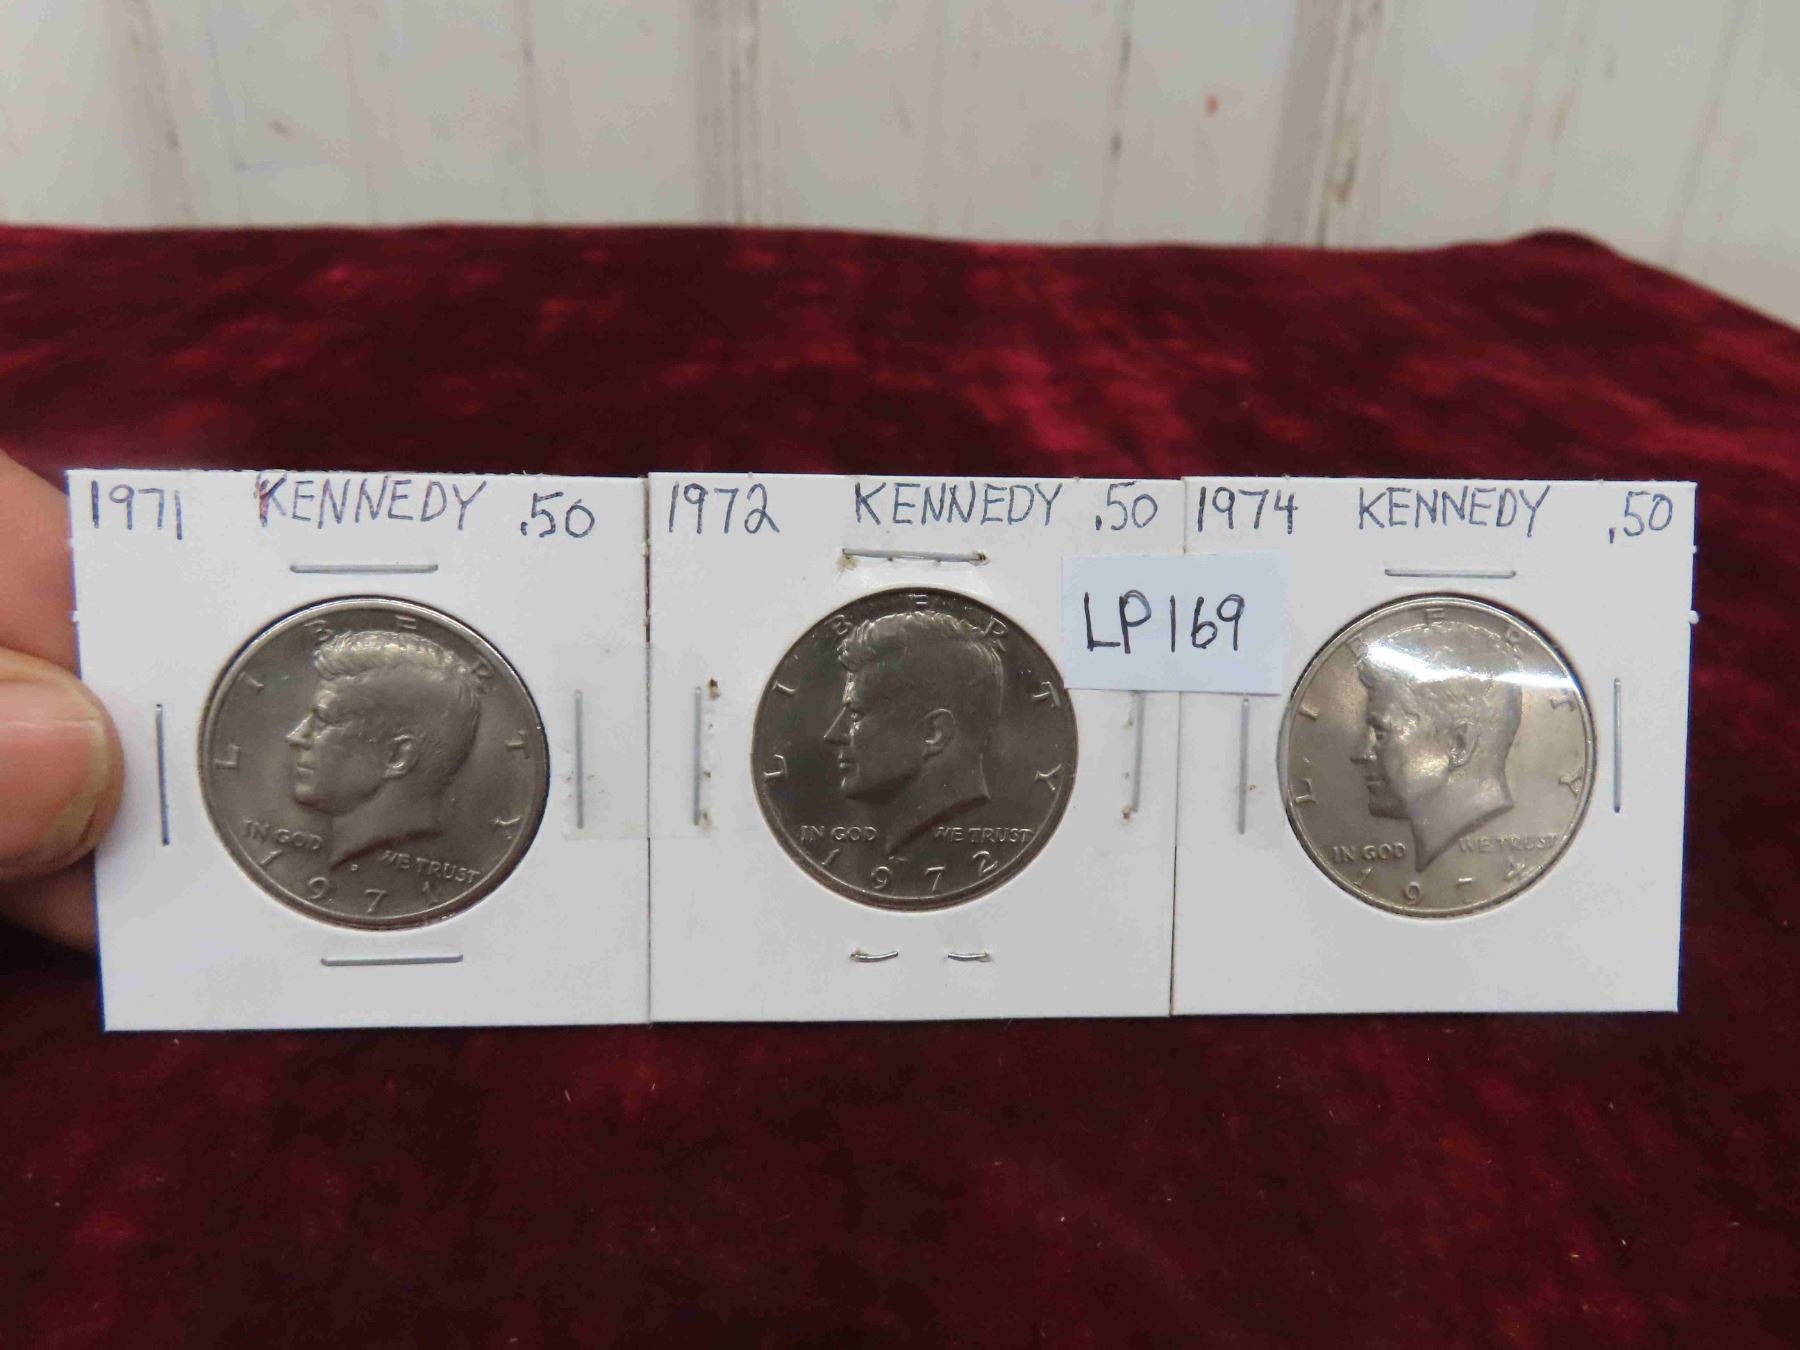 1971 KENNEDY .50
1972 KENNEDY .50
1974 KENNEDY .50
LP169
LIBERTY
IN GOD WE TRUST
1971
LIBERTY
IN GOD WE TRUST
1972
LIBERTY
IN GOD WE TRUST
1974